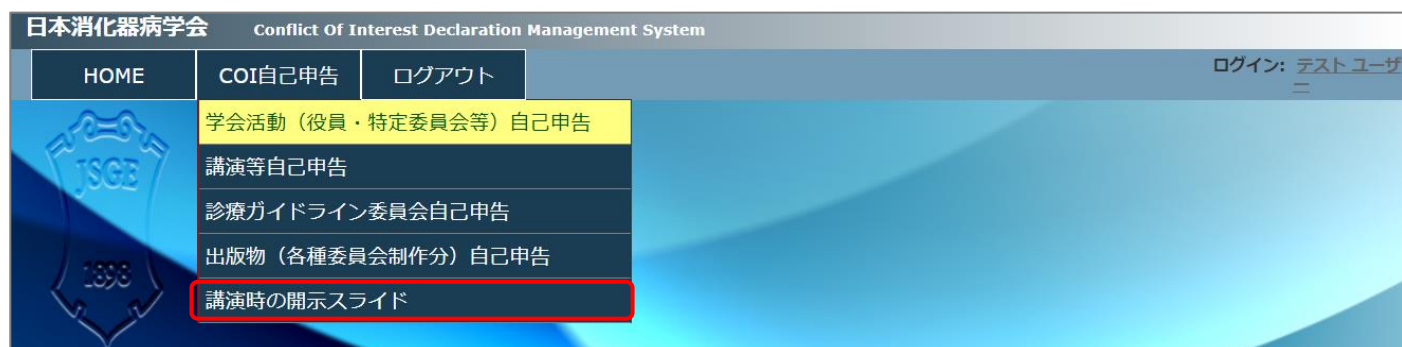 日本消化器病学会 Conflict Of Interest Declaration Management System
HOME COI自己申告 ログアウト
ログイン: テスト ユーザ
ー
学会活動（役員・特定委員会等）自己申告
講演等自己申告
診療ガイドライン委員会自己申告
出版物（各種委員会制作分）自己申告
講演時の開示スライド
JSGE
1898